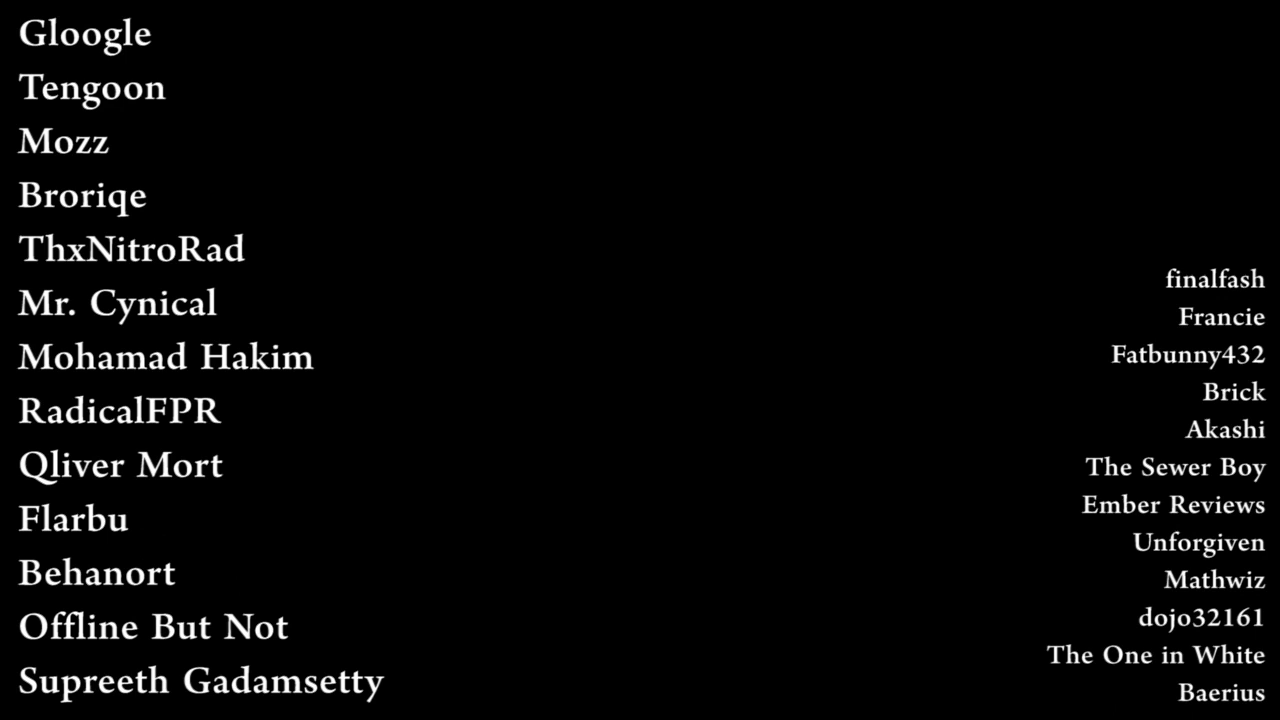 Gloogle
Tengoon
Mozz
Broriqe
ThxNitroRad
Mr. Cynical
Mohamad Hakim
RadicalFPR
Qliver Mort
Flarbu
Behanort
Offline But Not
Supreeth Gadamsetty
finalfash
Francie
Fatbunny432
Brick
Akashi
The Sewer Boy
Ember Reviews
Unforgiven
Mathwiz
dojo32161
The One in White
Baerius